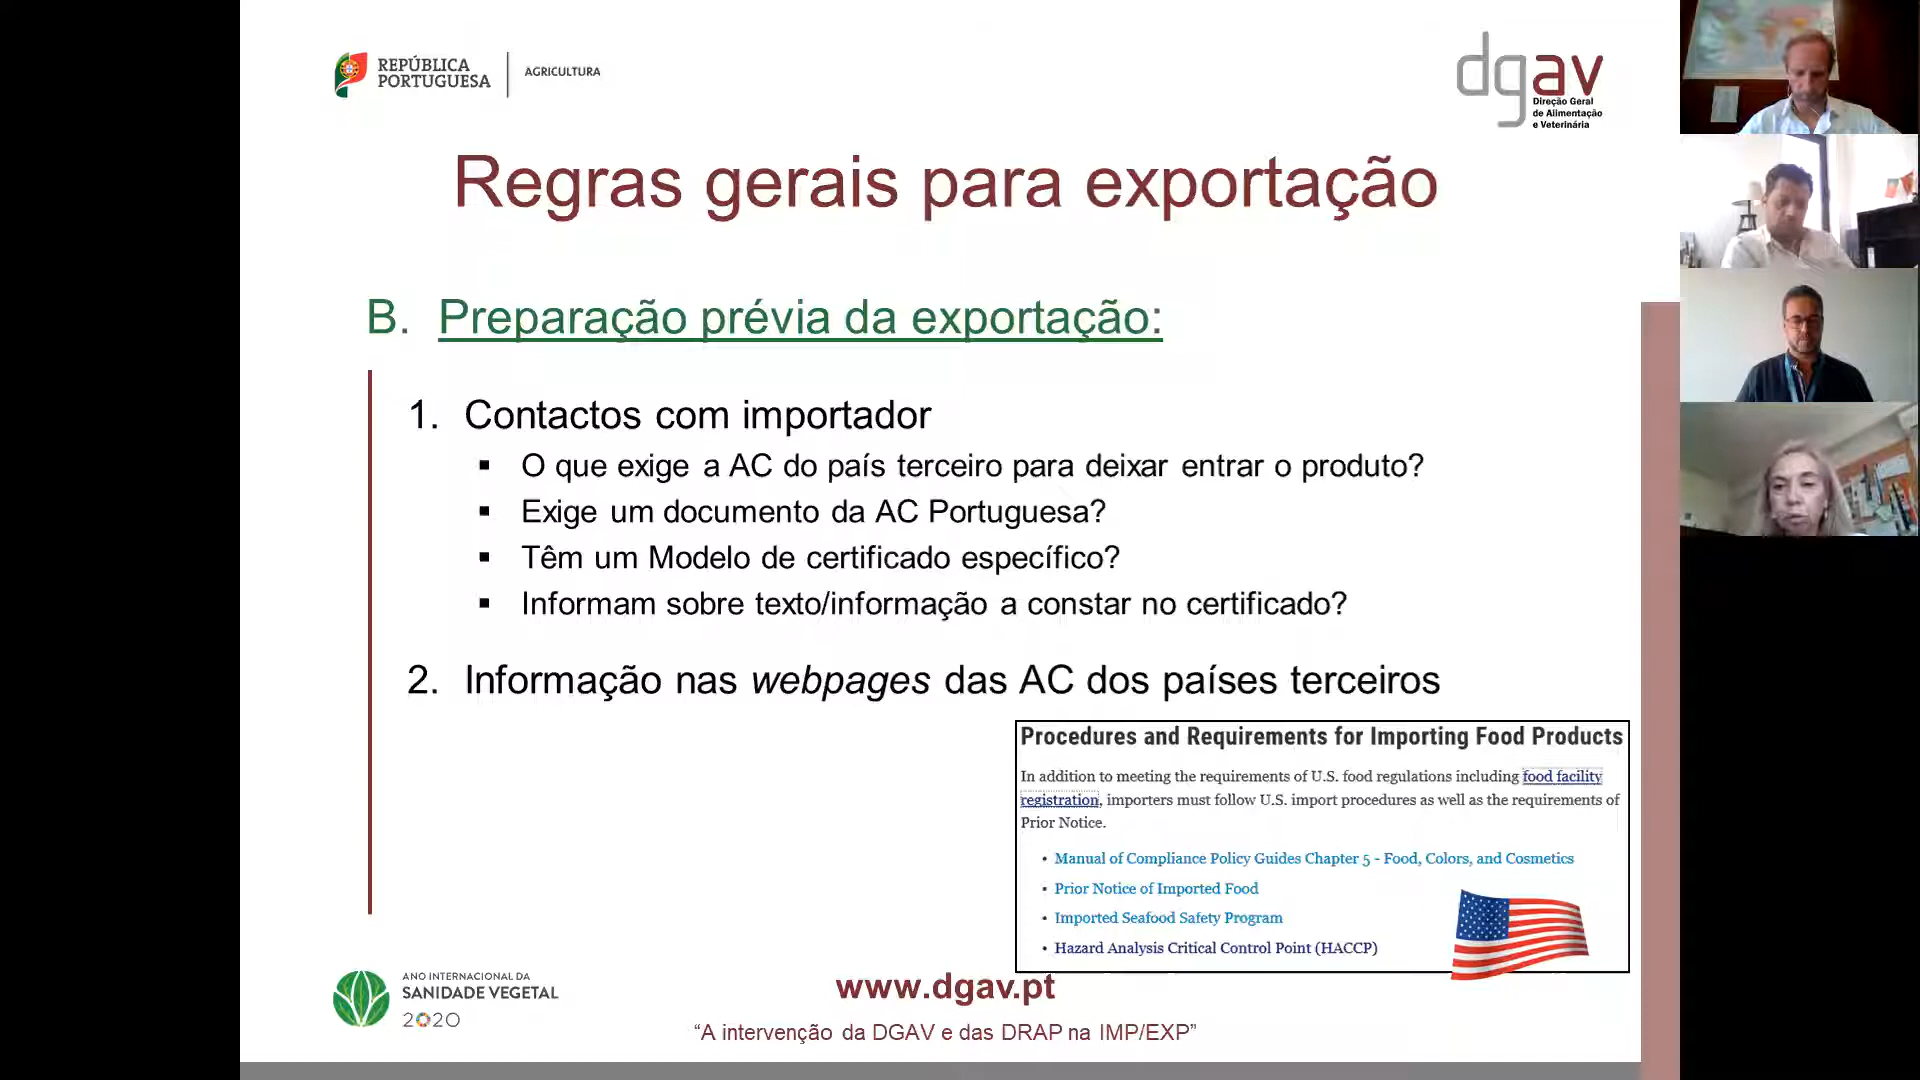 REPÚBLICA
PORTUGUESA
AGRICULTURA
dgav
Direção Geral
de Alimentação
e Veterinária
Regras gerais para exportação
B. Preparação prévia da exportação:
1. Contactos com importador
▪ O que exige a AC do país terceiro para deixar entrar o produto?
▪ Exige um documento da AC Portuguesa?
▪ Têm um Modelo de certificado específico?
▪ Informam sobre texto/informação a constar no certificado?
2. Informação nas webpages das AC dos países terceiros
Procedures and Requirements for Importing Food Products
In addition to meeting the requirements of U.S. food regulations including food facility
registration, importers must follow U.S. import procedures as well as the requirements of
Prior Notice.
• Manual of Compliance Policy Guides Chapter 5 - Food, Colors, and Cosmetics
• Prior Notice of Imported Food
• Imported Seafood Safety Program
• Hazard Analysis Critical Control Point (HACCP)
ANO INTERNACIONAL DA
SANIDADE VEGETAL
2020
www.dgav.pt
“A intervenção da DGAV e das DRAP na IMP/EXP”